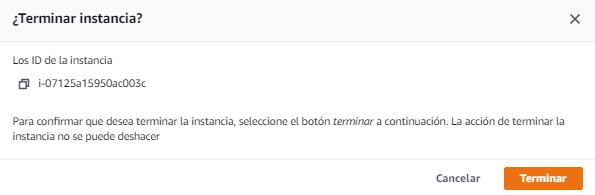 ¿Terminar instancia?
Los ID de la instancia
i-07125a15950ac003c
Para confirmar que desea terminar la instancia, seleccione el botón terminar a continuación. La acción de terminar la
instancia no se puede deshacer
Cancelar
Terminar